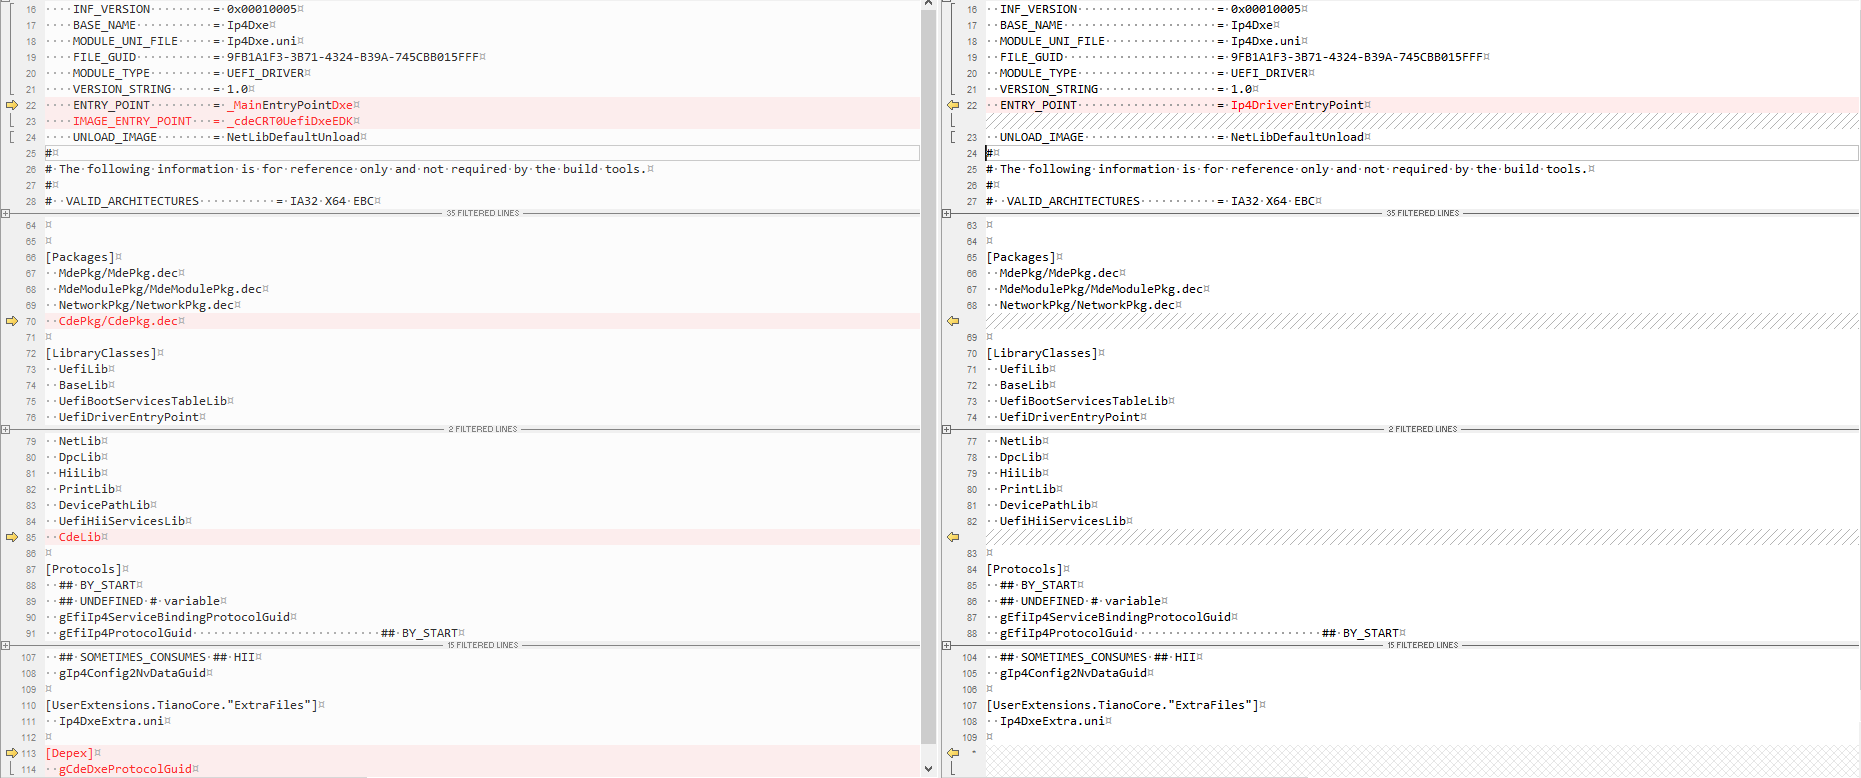 16 INF_VERSION = 0x00010005
17 BASE_NAME = Ip4Dxe
18 MODULE_UNI_FILE = Ip4Dxe.uni
19 FILE_GUID = 9FB1A1F3-3B71-4324-B39A-745CBB015FFF
20 MODULE_TYPE = UEFI_DRIVER
21 VERSION_STRING = 1.0
22 ENTRY_POINT = _MainEntryPointDxe
23 IMAGE_ENTRY_POINT = _cdeCRT0UefiDxeEDK
24 UNLOAD_IMAGE = NetLibDefaultUnload
25 #
26 # The following information is for reference only and not required by the build tools.
27 #
28 # VALID_ARCHITECTURES = IA32 X64 EBC
35 FILTERED LINES
64
65
66 [Packages]
67 MdePkg/MdePkg.dec
68 MdeModulePkg/MdeModulePkg.dec
69 NetworkPkg/NetworkPkg.dec
70 CdePkg/CdePkg.dec
71
72 [LibraryClasses]
73 UefiLib
74 BaseLib
75 UefiBootServicesTableLib
76 UefiDriverEntryPoint
2 FILTERED LINES
79 NetLib
80 DpcLib
81 HiiLib
82 PrintLib
83 DevicePathLib
84 UefiHiiServicesLib
85 CdeLib
86
87 [Protocols]
88 ## BY_START
89 ## UNDEFINED # variable
90 gEfiIp4ServiceBindingProtocolGuid
91 gEfiIp4ProtocolGuid ## BY_START
15 FILTERED LINES
107 ## SOMETIMES_CONSUMES ## HII
108 gIp4Config2NvDataGuid
109
110 [UserExtensions.TianoCore."ExtraFiles"]
111 Ip4DxeExtra.uni
112
113 [Depex]
114 gCdeDxeProtocolGuid
16 INF_VERSION = 0x00010005
17 BASE_NAME = Ip4Dxe
18 MODULE_UNI_FILE = Ip4Dxe.uni
19 FILE_GUID = 9FB1A1F3-3B71-4324-B39A-745CBB015FFF
20 MODULE_TYPE = UEFI_DRIVER
21 VERSION_STRING = 1.0
22 ENTRY_POINT = Ip4DriverEntryPoint
23 UNLOAD_IMAGE = NetLibDefaultUnload
24 #
25 # The following information is for reference only and not required by the build tools.
26 #
27 # VALID_ARCHITECTURES = IA32 X64 EBC
35 FILTERED LINES
63
64
65 [Packages]
66 MdePkg/MdePkg.dec
67 MdeModulePkg/MdeModulePkg.dec
68 NetworkPkg/NetworkPkg.dec
69
70 [LibraryClasses]
71 UefiLib
72 BaseLib
73 UefiBootServicesTableLib
74 UefiDriverEntryPoint
2 FILTERED LINES
77 NetLib
78 DpcLib
79 HiiLib
80 PrintLib
81 DevicePathLib
82 UefiHiiServicesLib
83
84 [Protocols]
85 ## BY_START
86 ## UNDEFINED # variable
87 gEfiIp4ServiceBindingProtocolGuid
88 gEfiIp4ProtocolGuid ## BY_START
15 FILTERED LINES
104 ## SOMETIMES_CONSUMES ## HII
105 gIp4Config2NvDataGuid
106
107 [UserExtensions.TianoCore."ExtraFiles"]
108 Ip4DxeExtra.uni
109